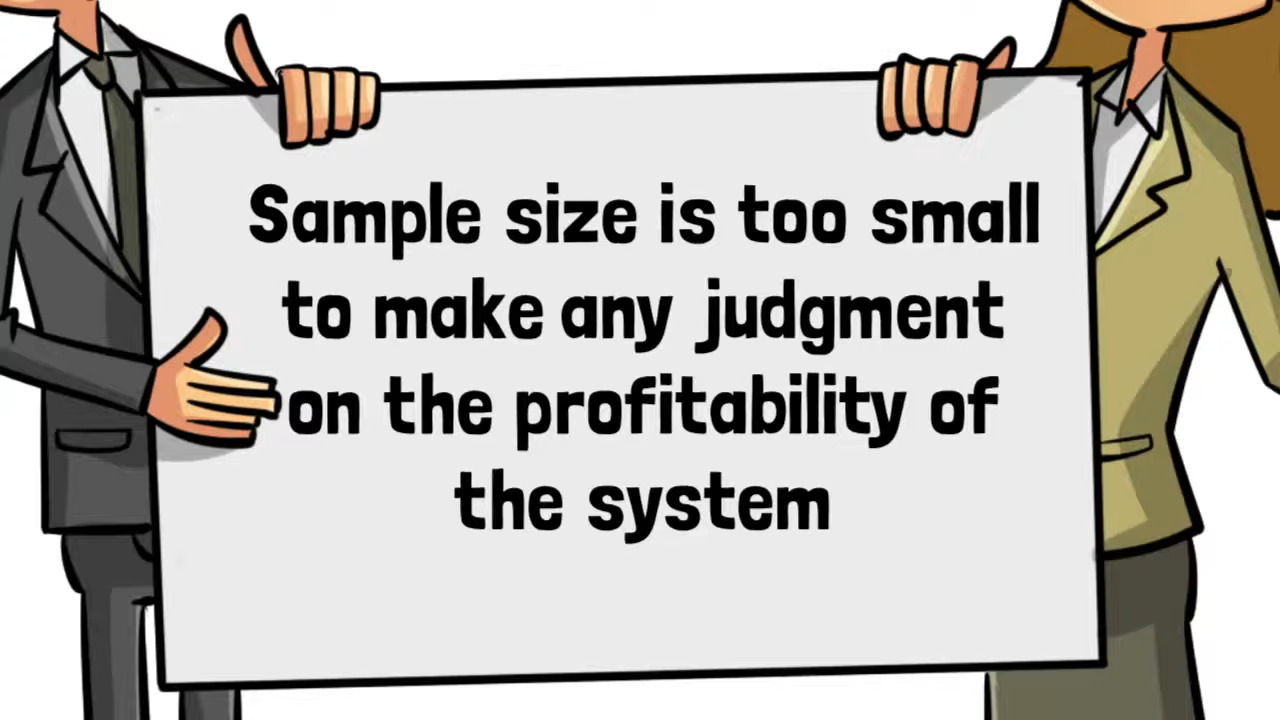 Sample size is too small
to make any judgment
on the profitability of
the system